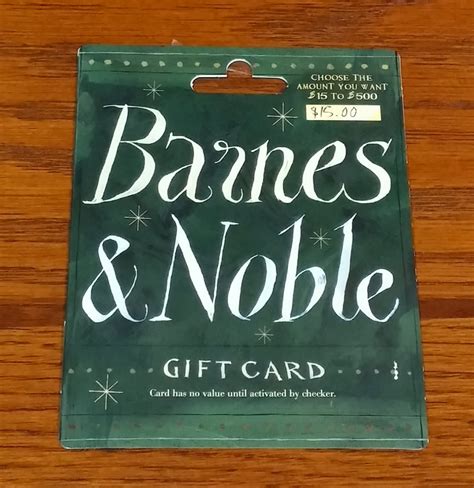 CHOOSE THE
AMOUNT YOU WANT
$15 TO $500
$15.00
Barnes
& Noble
GIFT CARD
Card has no value until activated by checker.